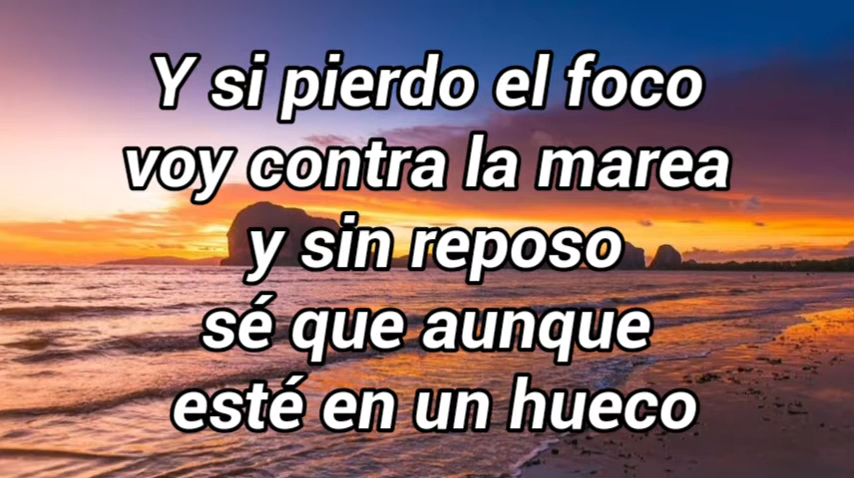 Y si pierdo el foco
voy contra la marea
y sin reposo
sé que aunque
esté en un hueco